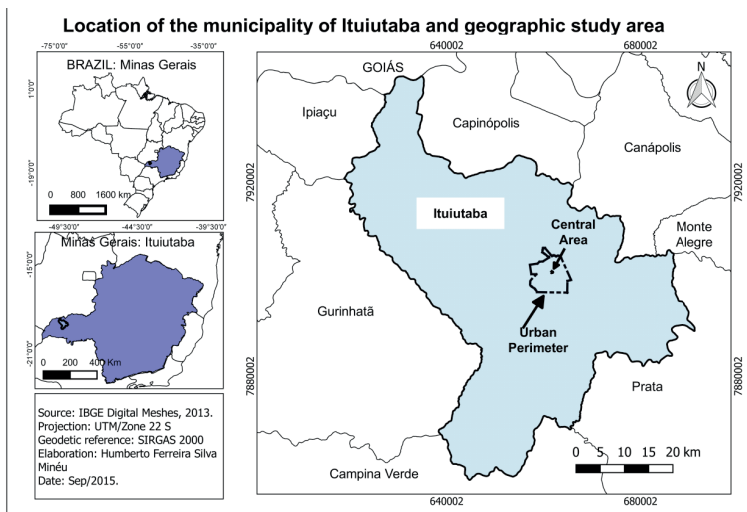 Location of the municipality of Ituiutaba and geographic study area
-75°0'0" -55°0'0" -35°0'0"
BRAZIL: Minas Gerais
1°0'0"
-19°0'0"
0 800 1600 km
-49°30'0" -44°30'0" -39°30'0"
Minas Gerais: Ituiutaba
-15°0'0"
-21°0'0"
0 200 400 Km
Source: IBGE Digital Meshes, 2013.
Projection: UTM/Zone 22 S
Geodetic reference: SIRGAS 2000
Elaboration: Humberto Ferreira Silva
Minéu
Date: Sep/2015.
640002 680002
GOIÁS
N
Ipiaçu
Capinópolis
Canápolis
7920002 7920002
Ituiutaba
Central
Area
Monte
Alegre
Gurinhatã
Urban
Perimeter
7880002 7880002
Prata
Campina Verde
0 5 10 15 20 km
640002 680002